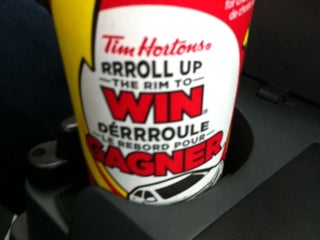 Tim Hortons®
RRROLL UP
THE RIM TO
WIN
DÉRRROULE
LE REBORD POUR
GAGNER